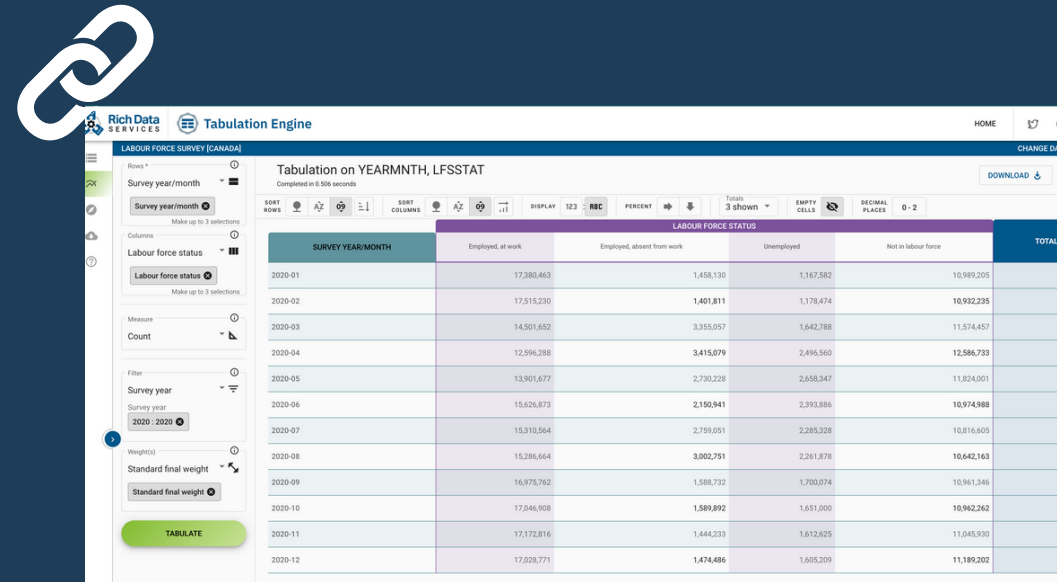 Rich Data
SERVICES
Tabulation Engine
HOME
LABOUR FORCE SURVEY [CANADA]
CHANGE DA
Rows *
Survey year/month
Survey year/month
Make up to 3 selections
Columns
Labour force status
Labour force status
Make up to 3 selections
Measure
Count
Filter
Survey year
Survey year
2020 : 2020
Weight(s)
Standard final weight
Standard final weight
TABULATE
Tabulation on YEARMNTH, LFSSTAT
Completed in 0.506 seconds
DOWNLOAD
SORT ROWS AZ 09 SORT COLUMNS AZ 09 DISPLAY 123 : ABC PERCENT Totals 3 shown EMPTY CELLS DECIMAL PLACES 0 - 2
LABOUR FORCE STATUS
SURVEY YEAR/MONTH Employed, at work Employed, absent from work Unemployed Not in labour force TOTAL
2020-01 17,380,463 1,458,130 1,167,582 10,989,205
2020-02 17,515,230 1,401,811 1,178,474 10,932,235
2020-03 14,501,652 3,355,057 1,642,788 11,574,457
2020-04 12,596,288 3,415,079 2,496,560 12,586,733
2020-05 13,901,677 2,730,228 2,658,347 11,824,001
2020-06 15,626,873 2,150,941 2,393,886 10,974,988
2020-07 15,310,564 2,759,051 2,285,328 10,816,605
2020-08 15,286,664 3,002,751 2,261,878 10,642,163
2020-09 16,975,762 1,588,732 1,700,074 10,961,346
2020-10 17,046,908 1,589,892 1,651,000 10,962,262
2020-11 17,172,816 1,444,233 1,612,625 11,045,930
2020-12 17,028,771 1,474,486 1,605,209 11,189,202